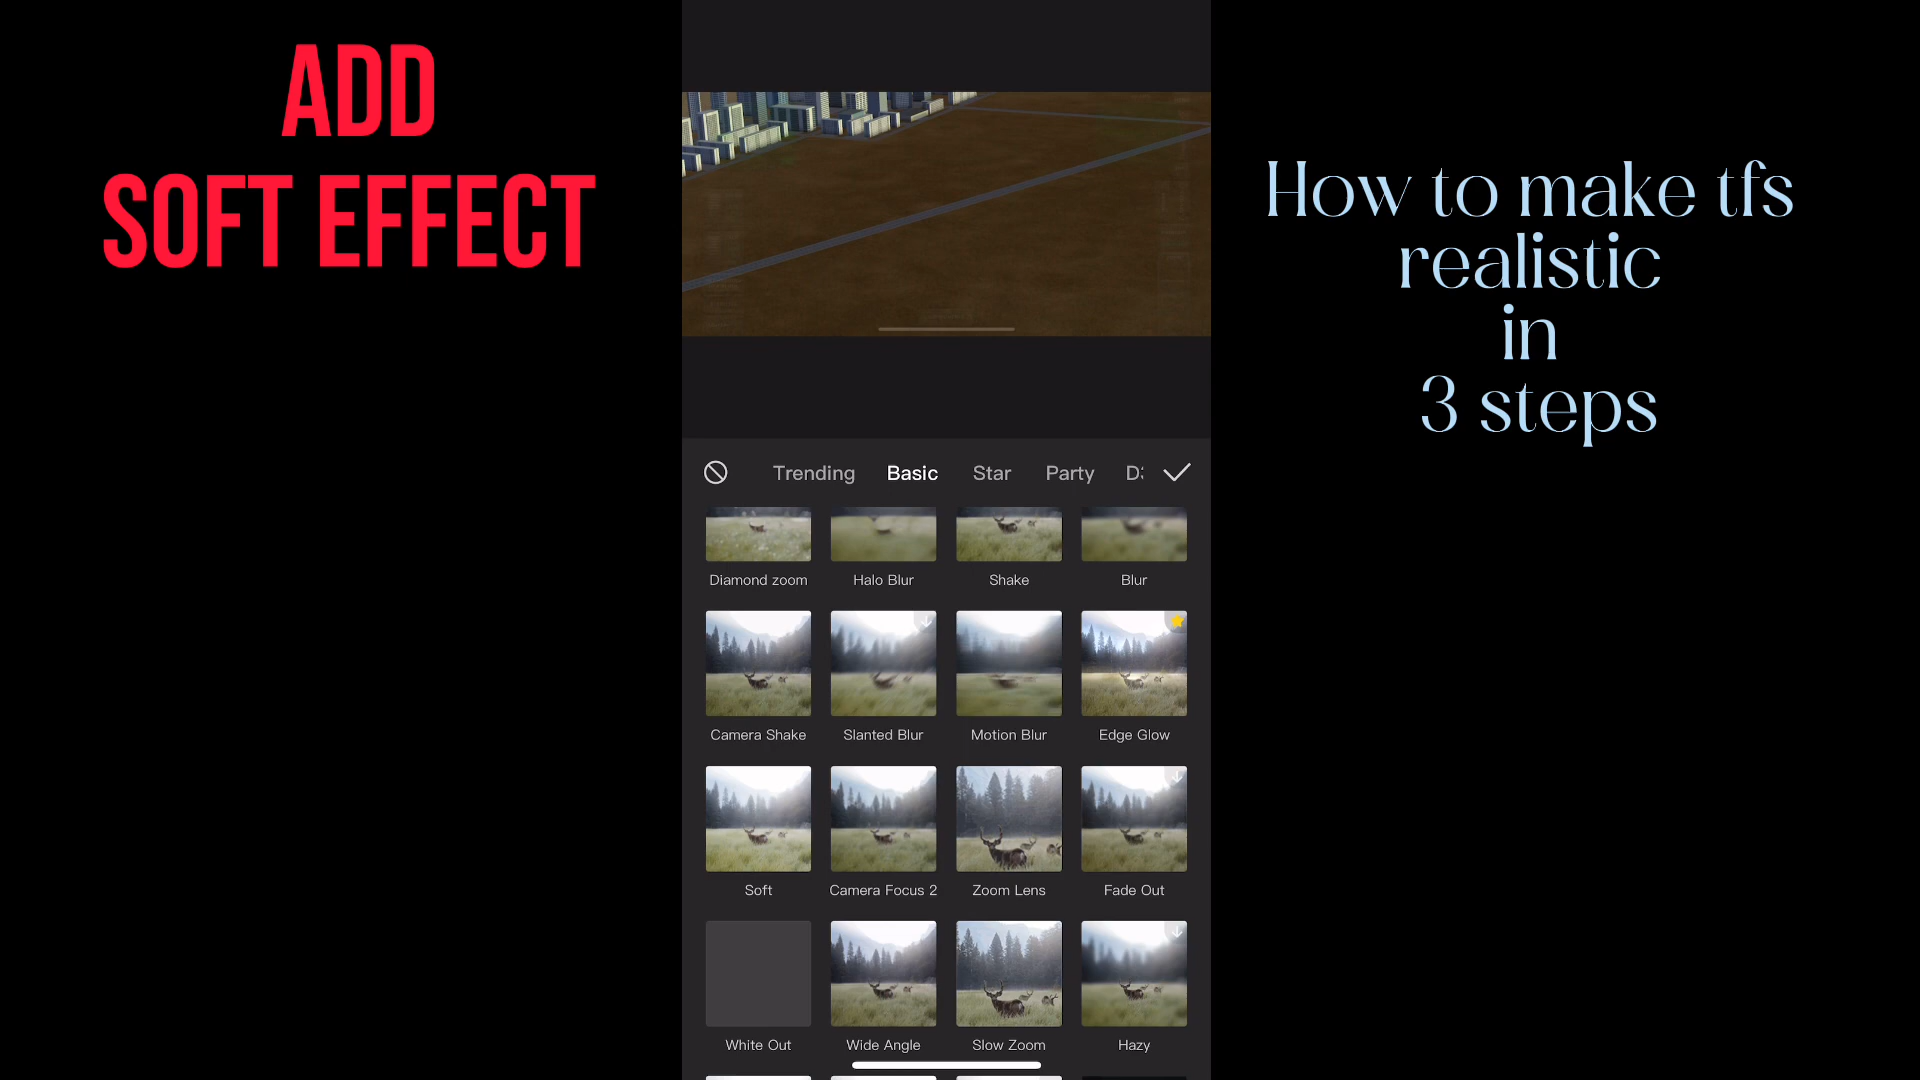 ADD
SOFT EFFECT
How to make tfs
realistic
in
3 steps
Trending Basic Star Party
Diamond zoom Halo Blur Shake Blur
Camera Shake Slanted Blur Motion Blur Edge Glow
Soft Camera Focus 2 Zoom Lens Fade Out
White Out Wide Angle Slow Zoom Hazy